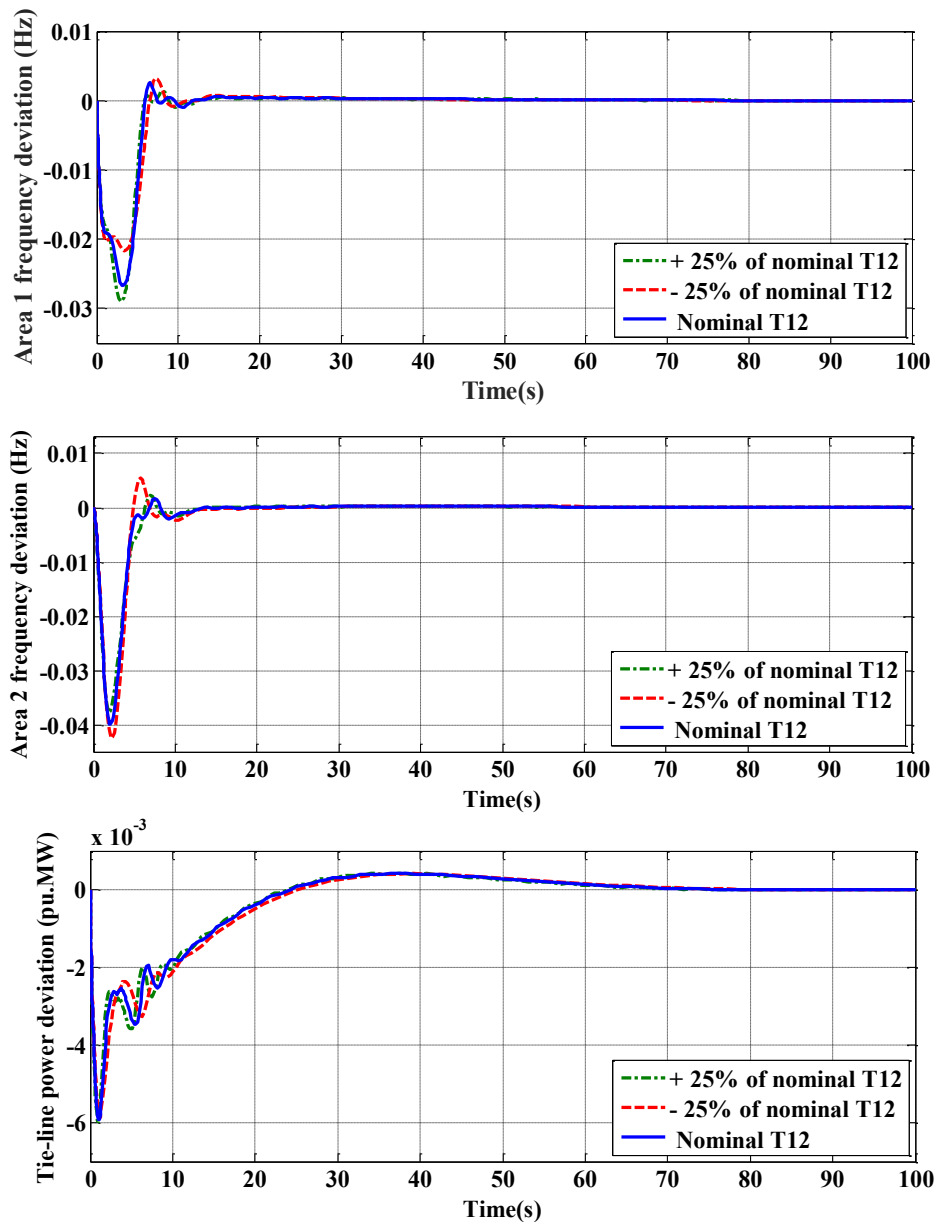 Area 1 frequency deviation (Hz)
0.01
0
-0.01
-0.02
-0.03
+ 25% of nominal T12
- 25% of nominal T12
Nominal T12
0 10 20 30 40 50 60 70 80 90 100
Time(s)
Area 2 frequency deviation (Hz)
0.01
0
-0.01
-0.02
-0.03
-0.04
+ 25% of nominal T12
- 25% of nominal T12
Nominal T12
0 10 20 30 40 50 60 70 80 90 100
Time(s)
Tie-line power deviation (pu.MW)
x 10-3
0
-2
-4
-6
+ 25% of nominal T12
- 25% of nominal T12
Nominal T12
0 10 20 30 40 50 60 70 80 90 100
Time(s)